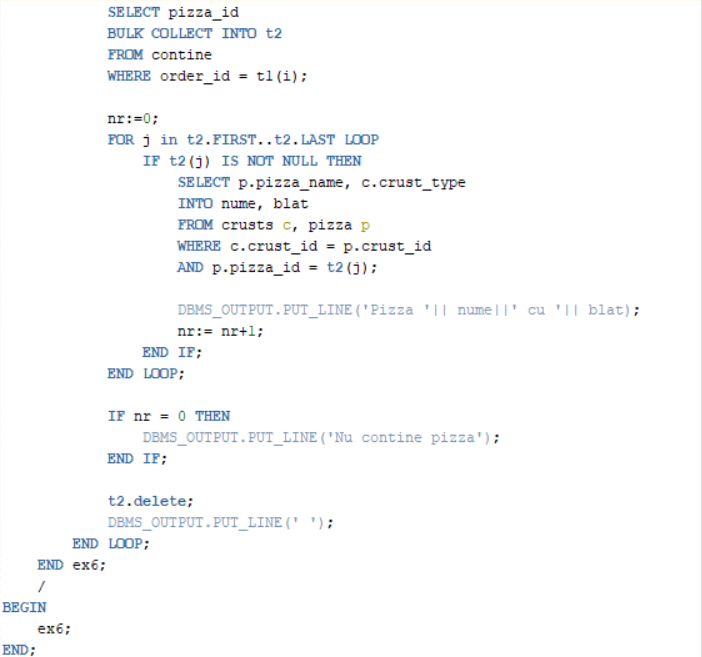 SELECT pizza_id
BULK COLLECT INTO t2
FROM contine
WHERE order_id = t1(i);
nr:=0;
FOR j in t2.FIRST..t2.LAST LOOP
IF t2(j) IS NOT NULL THEN
SELECT p.pizza_name, c.crust_type
INTO nume, blat
FROM crusts c, pizza p
WHERE c.crust_id = p.crust_id
AND p.pizza_id = t2(j);
DBMS_OUTPUT.PUT_LINE('Pizza '|| nume||' cu '|| blat);
nr:= nr+1;
END IF;
END LOOP;
IF nr = 0 THEN
DBMS_OUTPUT.PUT_LINE('Nu contine pizza');
END IF;
t2.delete;
DBMS_OUTPUT.PUT_LINE(' ');
END LOOP;
END ex6;
/
BEGIN
ex6;
END;